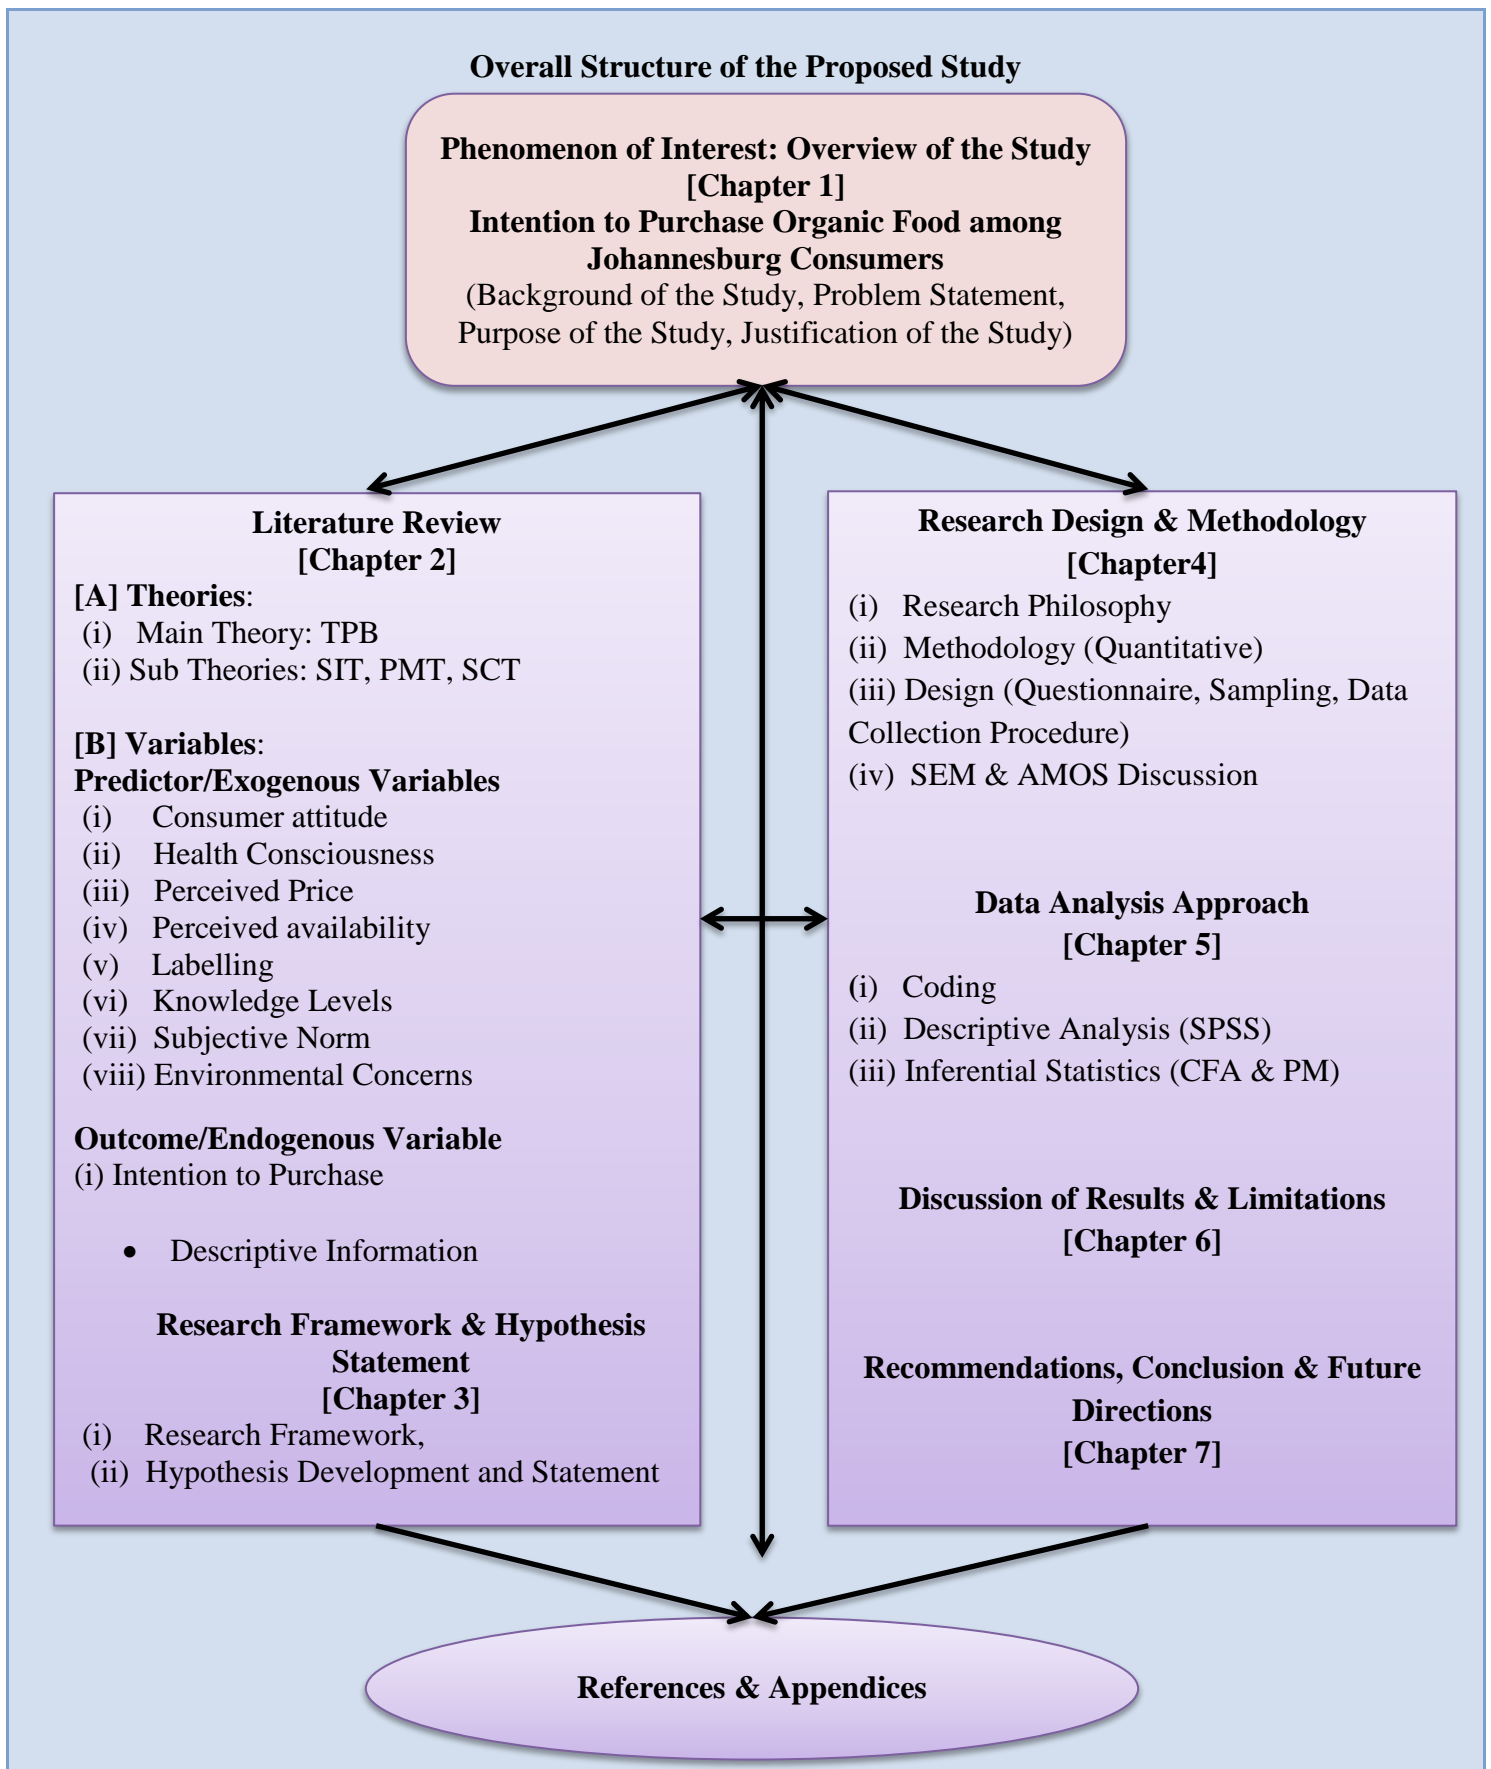 Overall Structure of the Proposed Study
Phenomenon of Interest: Overview of the Study
[Chapter 1]
Intention to Purchase Organic Food among
Johannesburg Consumers
(Background of the Study, Problem Statement,
Purpose of the Study, Justification of the Study)
Literature Review
[Chapter 2]
[A] Theories:
(i) Main Theory: TPB
(ii) Sub Theories: SIT, PMT, SCT
[B] Variables:
Predictor/Exogenous Variables
(i) Consumer attitude
(ii) Health Consciousness
(iii) Perceived Price
(iv) Perceived availability
(v) Labelling
(vi) Knowledge Levels
(vii) Subjective Norm
(viii) Environmental Concerns
Outcome/Endogenous Variable
(i) Intention to Purchase
• Descriptive Information
Research Framework & Hypothesis
Statement
[Chapter 3]
(i) Research Framework,
(ii) Hypothesis Development and Statement
Research Design & Methodology
[Chapter4]
(i) Research Philosophy
(ii) Methodology (Quantitative)
(iii) Design (Questionnaire, Sampling, Data
Collection Procedure)
(iv) SEM & AMOS Discussion
Data Analysis Approach
[Chapter 5]
(i) Coding
(ii) Descriptive Analysis (SPSS)
(iii) Inferential Statistics (CFA & PM)
Discussion of Results & Limitations
[Chapter 6]
Recommendations, Conclusion & Future
Directions
[Chapter 7]
References & Appendices